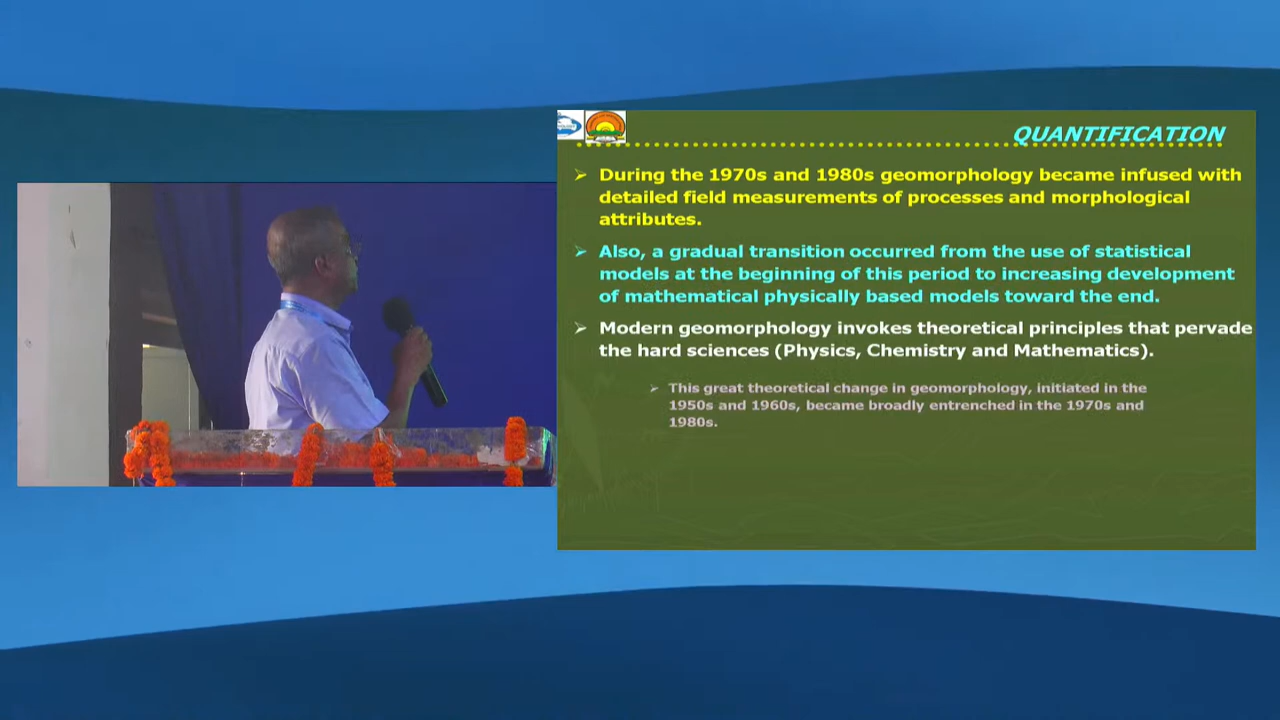 QUANTIFICATION
During the 1970s and 1980s geomorphology became infused with
detailed field measurements of processes and morphological
attributes.
Also, a gradual transition occurred from the use of statistical
models at the beginning of this period to increasing development
of mathematical physically based models toward the end.
Modern geomorphology invokes theoretical principles that pervade
the hard sciences (Physics, Chemistry and Mathematics).
This great theoretical change in geomorphology, initiated in the
1950s and 1960s, became broadly entrenched in the 1970s and
1980s.